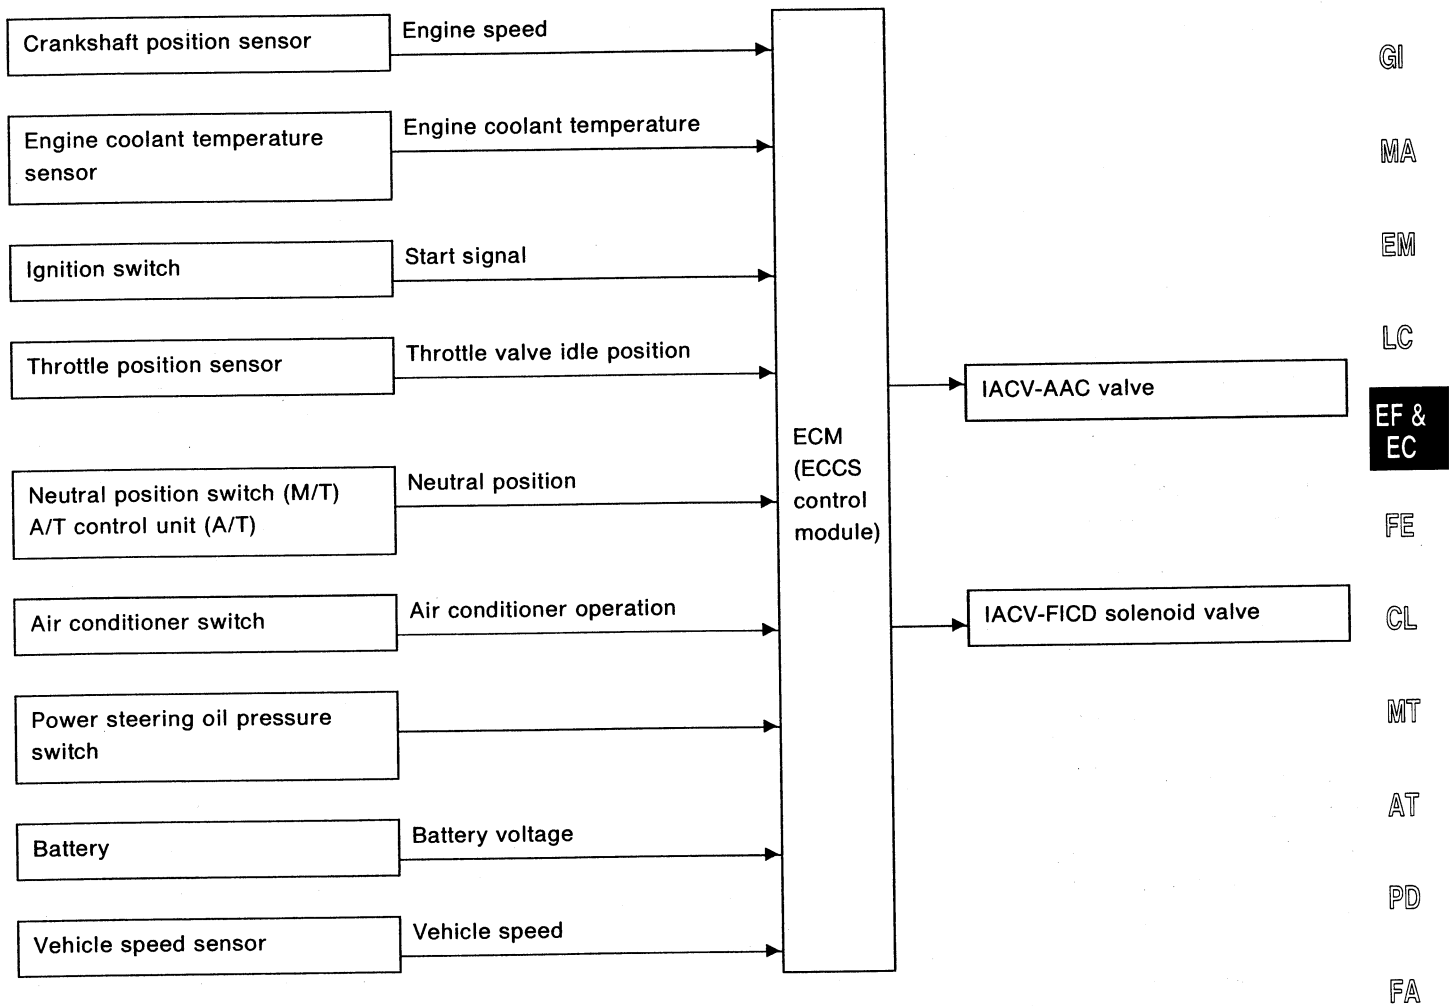 Crankshaft position sensor
Engine speed
Engine coolant temperature
sensor
Engine coolant temperature
Ignition switch
Start signal
Throttle position sensor
Throttle valve idle position
Neutral position switch (M/T)
A/T control unit (A/T)
Neutral position
Air conditioner switch
Air conditioner operation
Power steering oil pressure
switch
Battery
Battery voltage
Vehicle speed sensor
Vehicle speed
ECM
(ECCS
control
module)
IACV-AAC valve
IACV-FICD solenoid valve
GI
MA
EM
LC
EF &
EC
FE
CL
MT
AT
PD
FA